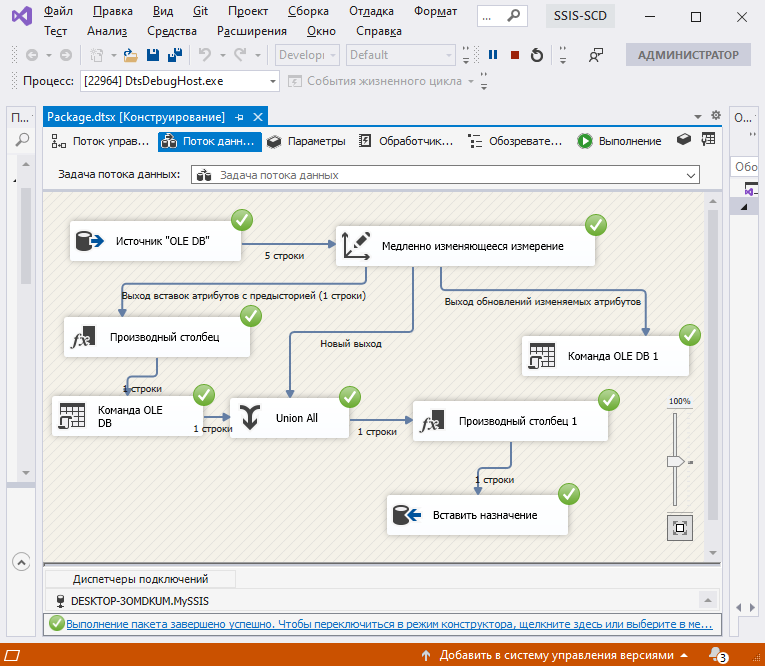 Файл Правка Вид Git Проект Сборка Отладка Формат ... SSIS-SCD
Тест Анализ Средства Расширения Окно Справка
Develop Default АДМИНИСТРАТОР
Процесс: [22964] DtsDebugHost.exe События жизненного цикла
П... Package.dtsx [Конструирование] О...
Поток управ... Поток данн... Параметры Обработчик... Обозревате... Выполнение
Обо
Задача потока данных: Задача потока данных
Источник "OLE DB"
Медленно изменяющееся измерение
5 строки
Выход вставок атрибутов с предысторией (1 строки)
Выход обновлений изменяемых атрибутов
Производный столбец
Новый выход
Команда OLE DB 1
1 строки
100%
Команда OLE
DB
Union All
Производный столбец 1
1 строки
1 строки
1 строки
Вставить назначение
Диспетчеры подключений
DESKTOP-3OMDKUM.MySSIS
Выполнение пакета завершено успешно. Чтобы переключиться в режим конструктора, щелкните здесь или выберите в ме...
Добавить в систему управления версиями 3